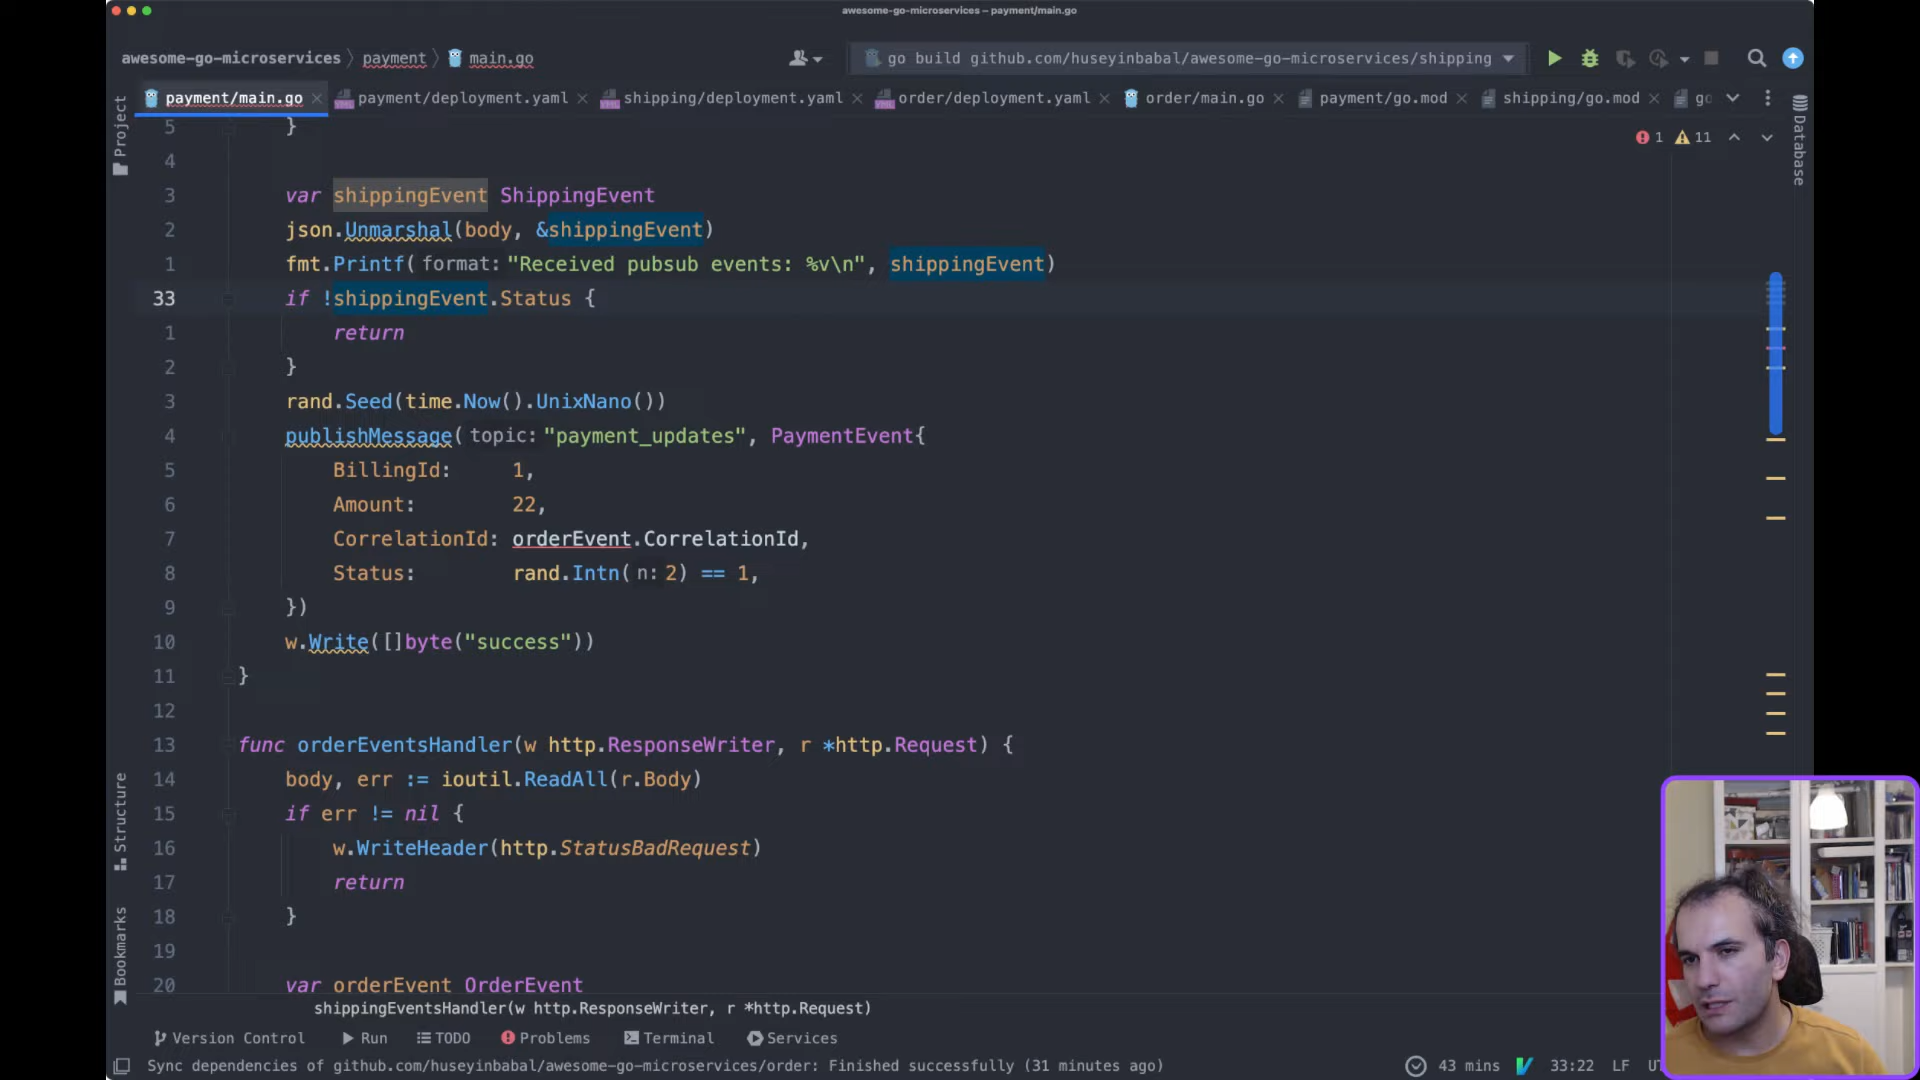 awesome-go-microservices – payment/main.go
awesome-go-microservices 〉 payment 〉 main.go
go build github.com/huseyinbabal/awesome-go-microservices/shipping
payment/main.go payment/deployment.yaml shipping/deployment.yaml order/deployment.yaml order/main.go payment/go.mod shipping/go.mod go
Project
Database
1 11
5 }
4
3 var shippingEvent ShippingEvent
2 json.Unmarshal(body, &shippingEvent)
1 fmt.Printf( format: "Received pubsub events: %v\n", shippingEvent)
33 if !shippingEvent.Status {
1 return
2 }
3 rand.Seed(time.Now().UnixNano())
4 publishMessage( topic: "payment_updates", PaymentEvent{
5 BillingId: 1,
6 Amount: 22,
7 CorrelationId: orderEvent.CorrelationId,
8 Status: rand.Intn( n: 2) == 1,
9 })
10 w.Write([]byte("success"))
11 }
12
13 func orderEventsHandler(w http.ResponseWriter, r *http.Request) {
14 body, err := ioutil.ReadAll(r.Body)
15 if err != nil {
16 w.WriteHeader(http.StatusBadRequest)
17 return
18 }
19
20 var orderEvent OrderEvent
Structure
Bookmarks
shippingEventsHandler(w http.ResponseWriter, r *http.Request)
Version Control Run TODO Problems Terminal Services
Sync dependencies of github.com/huseyinbabal/awesome-go-microservices/order: Finished successfully (31 minutes ago) 43 mins 33:22 LF